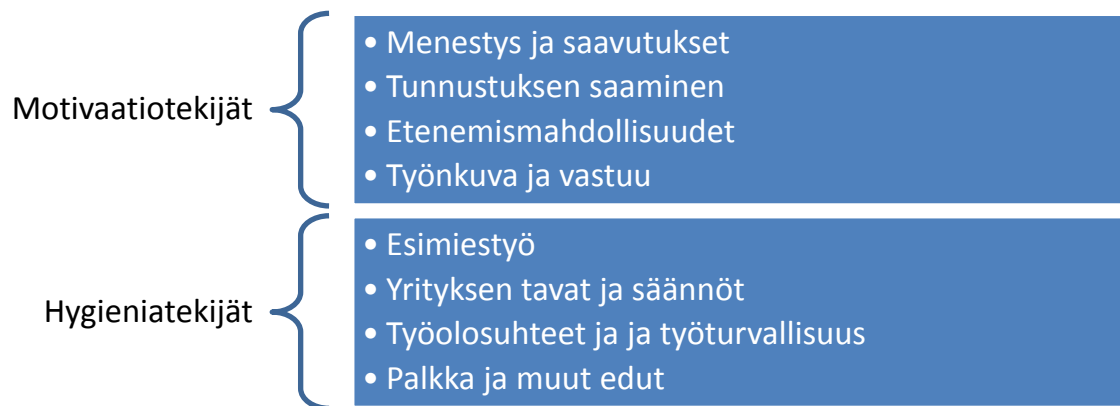 Motivaatiotekijät
• Menestys ja saavutukset
• Tunnustuksen saaminen
• Etenemismahdollisuudet
• Työnkuva ja vastuu
Hygieniatekijät
• Esimiestyö
• Yrityksen tavat ja säännöt
• Työolosuhteet ja ja työturvallisuus
• Palkka ja muut edut